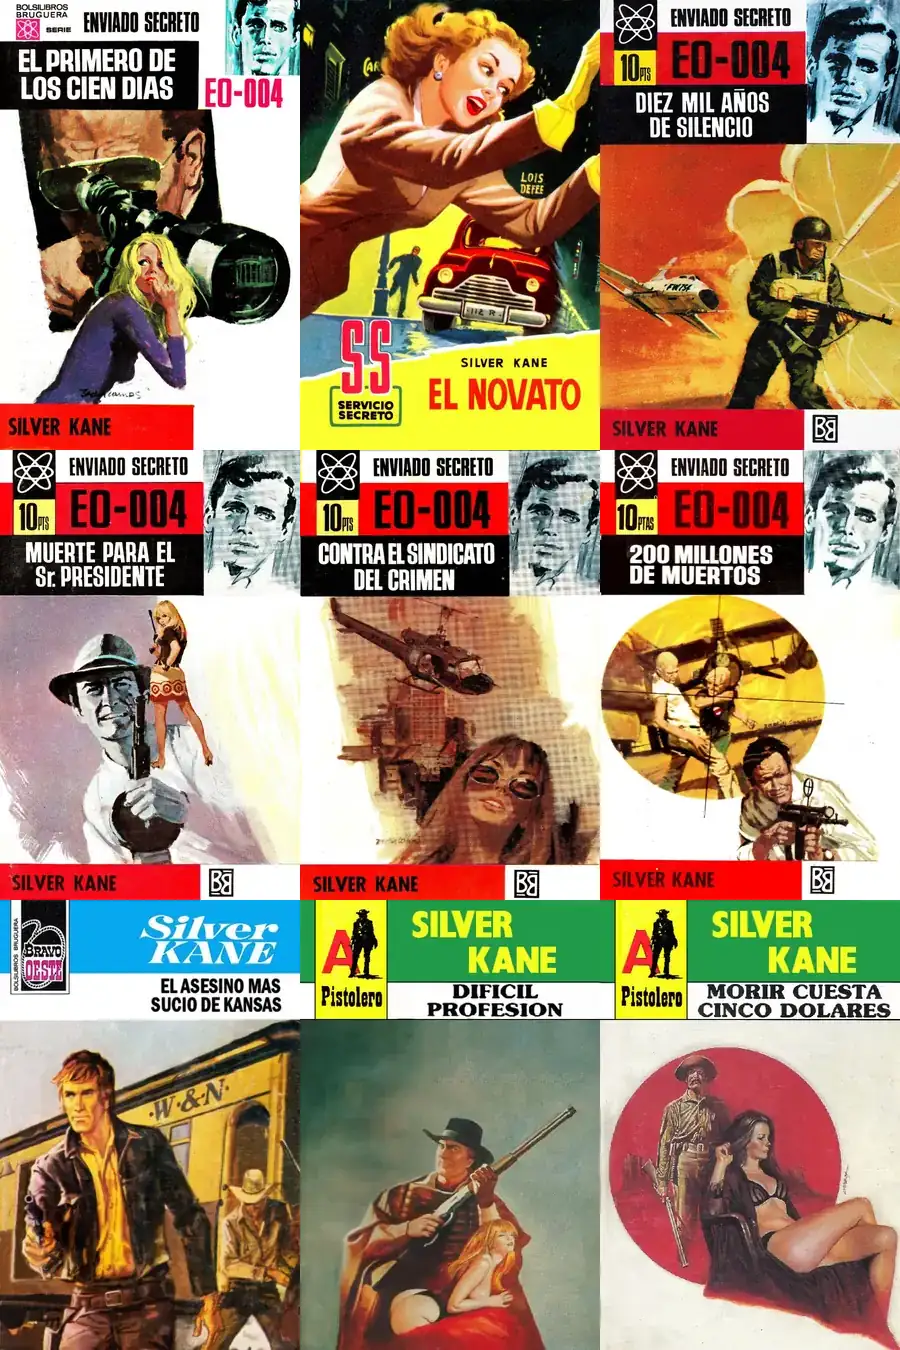 BOLSILIBROS
BRUGUERA
SERIE
ENVIADO SECRETO
EL PRIMERO DE
LOS CIEN DIAS
EO-004
SILVER KANE
LOIS
DEFEE
S.S
SERVICIO
SECRETO
SILVER KANE
EL NOVATO
ENVIADO SECRETO
10 PTS
EO-004
DIEZ MIL AÑOS
DE SILENCIO
SILVER KANE
ENVIADO SECRETO
10 PTS
EO-004
MUERTE PARA EL
Sr. PRESIDENTE
SILVER KANE
ENVIADO SECRETO
10 PTS
EO-004
CONTRA EL SINDICATO
DEL CRIMEN
SILVER KANE
ENVIADO SECRETO
10 PTAS
EO-004
200 MILLONES
DE MUERTOS
SILVER KANE
BOLSILIBROS BRUGUERA
BRAVO
OESTE
Silver
KANE
EL ASESINO MAS
SUCIO DE KANSAS
W&N
A
Pistolero
SILVER
KANE
DIFICIL
PROFESION
A
Pistolero
SILVER
KANE
MORIR CUESTA
CINCO DOLARES